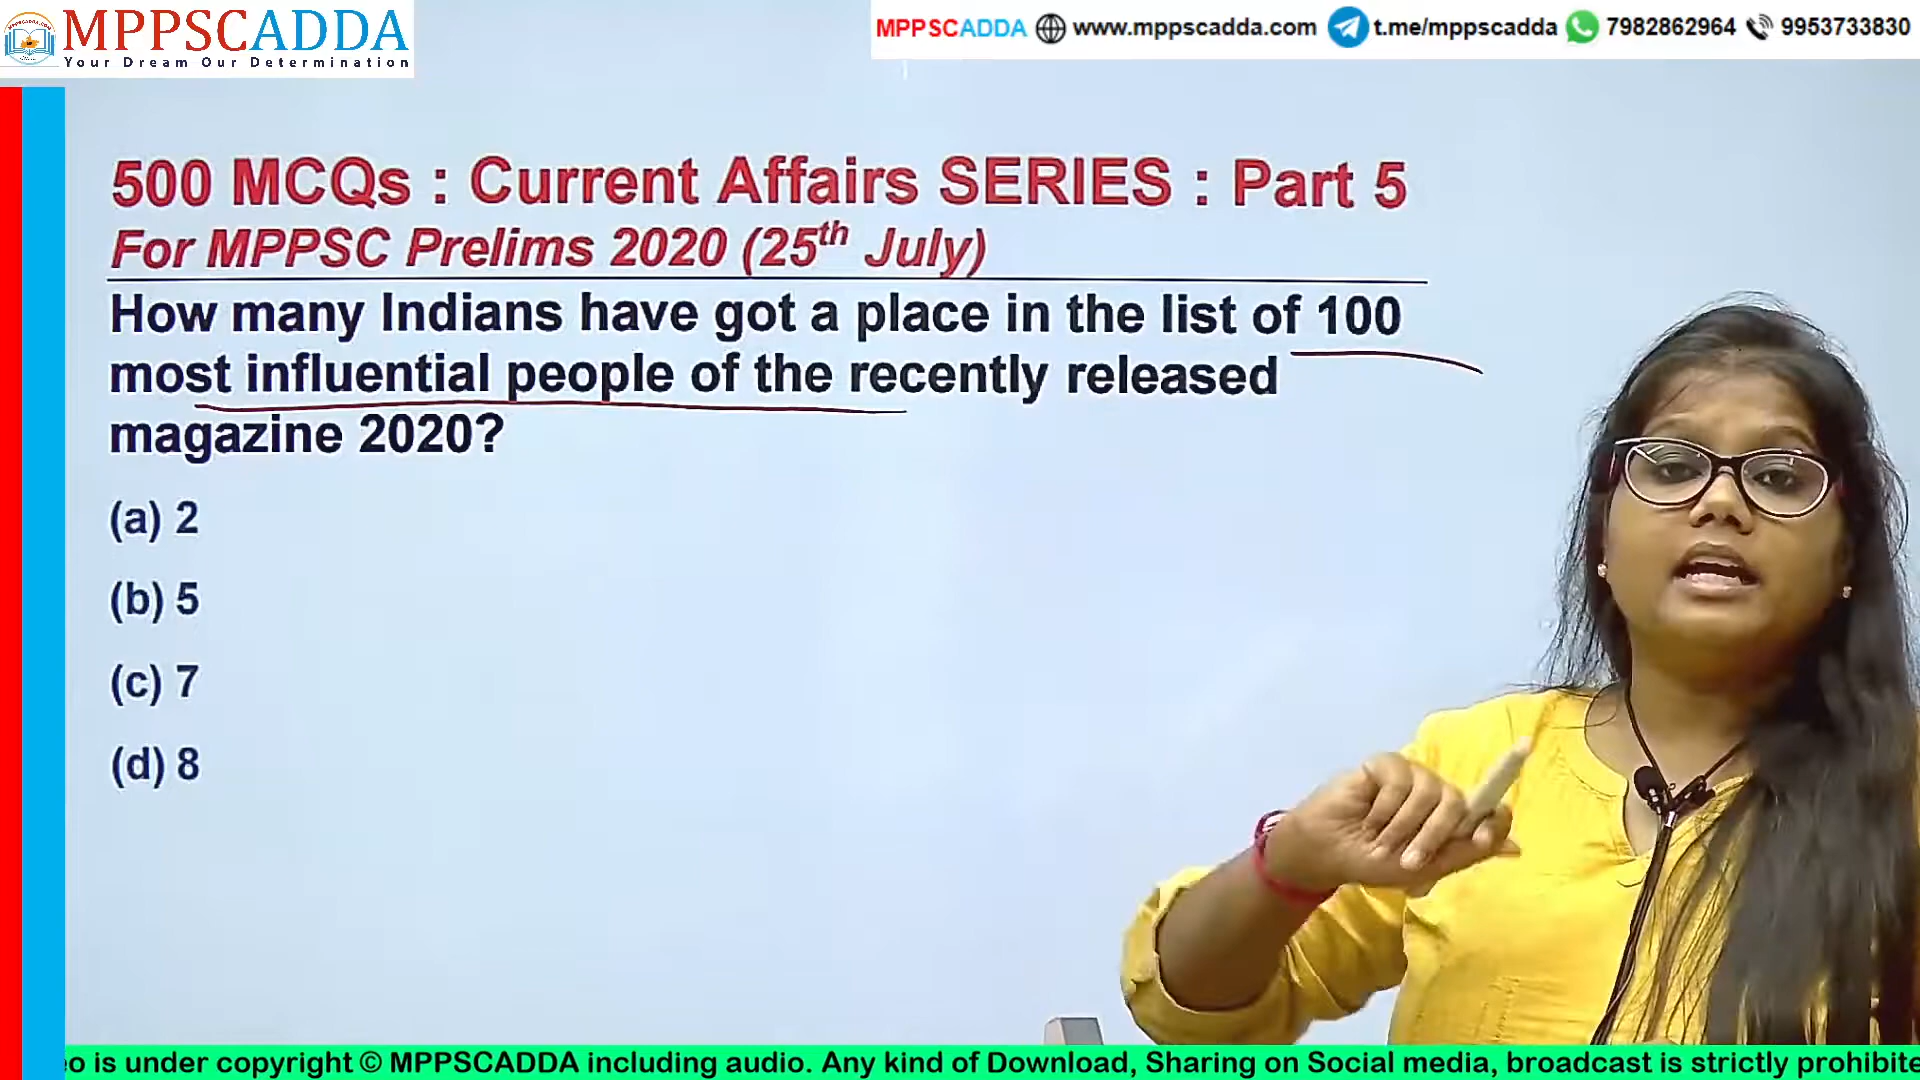 MPPSCADDA
Your Dream Our Determination
MPPSCADDA www.mppscadda.com t.me/mppscadda 7982862964 9953733830
500 MCQs : Current Affairs SERIES : Part 5
For MPPSC Prelims 2020 (25th July)
How many Indians have got a place in the list of 100
most influential people of the recently released
magazine 2020?
(a) 2
(b) 5
(c) 7
(d) 8
is under copyright © MPPSCADDA including audio. Any kind of Download, Sharing on Social media, broadcast is strictly